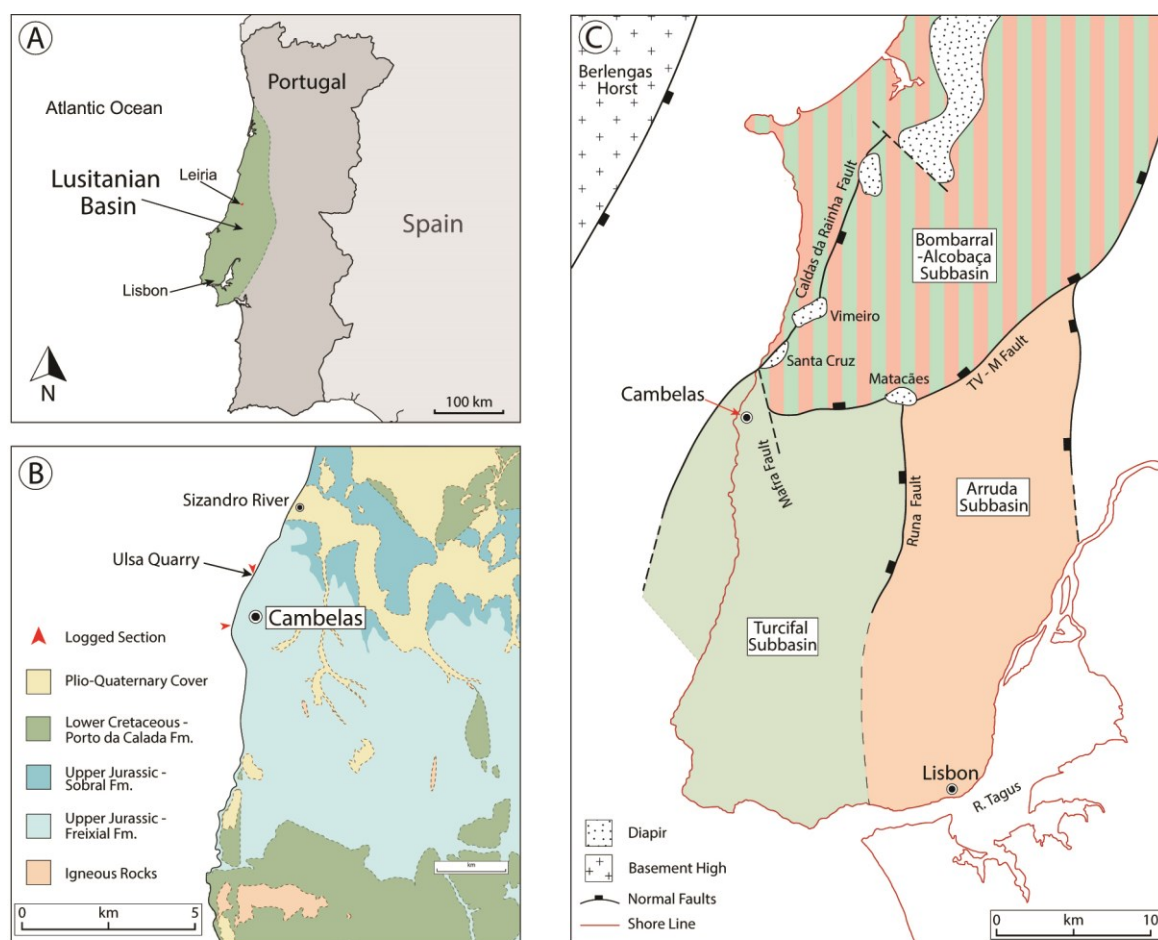 A
Portugal
Atlantic Ocean
Leiria
Lusitanian
Basin
Spain
Lisbon
N
100 km
B
Sizandro River
Ulsa Quarry
Cambelas
Logged Section
Plio-Quaternary Cover
Lower Cretaceous -
Porto da Calada Fm.
Upper Jurassic -
Sobral Fm.
Upper Jurassic -
Freixial Fm.
Igneous Rocks
km
0 km 5
C
Berlengas
Horst
Caldas da Rainha Fault
Bombarral
-Alcobaça
Subbasin
Vimeiro
Santa Cruz
Matacães
TV - M Fault
Cambelas
Mafra Fault
Runa Fault
Arruda
Subbasin
Turcifal
Subbasin
Lisbon
R. Tagus
Diapir
Basement High
Normal Faults
Shore Line
0 km 10